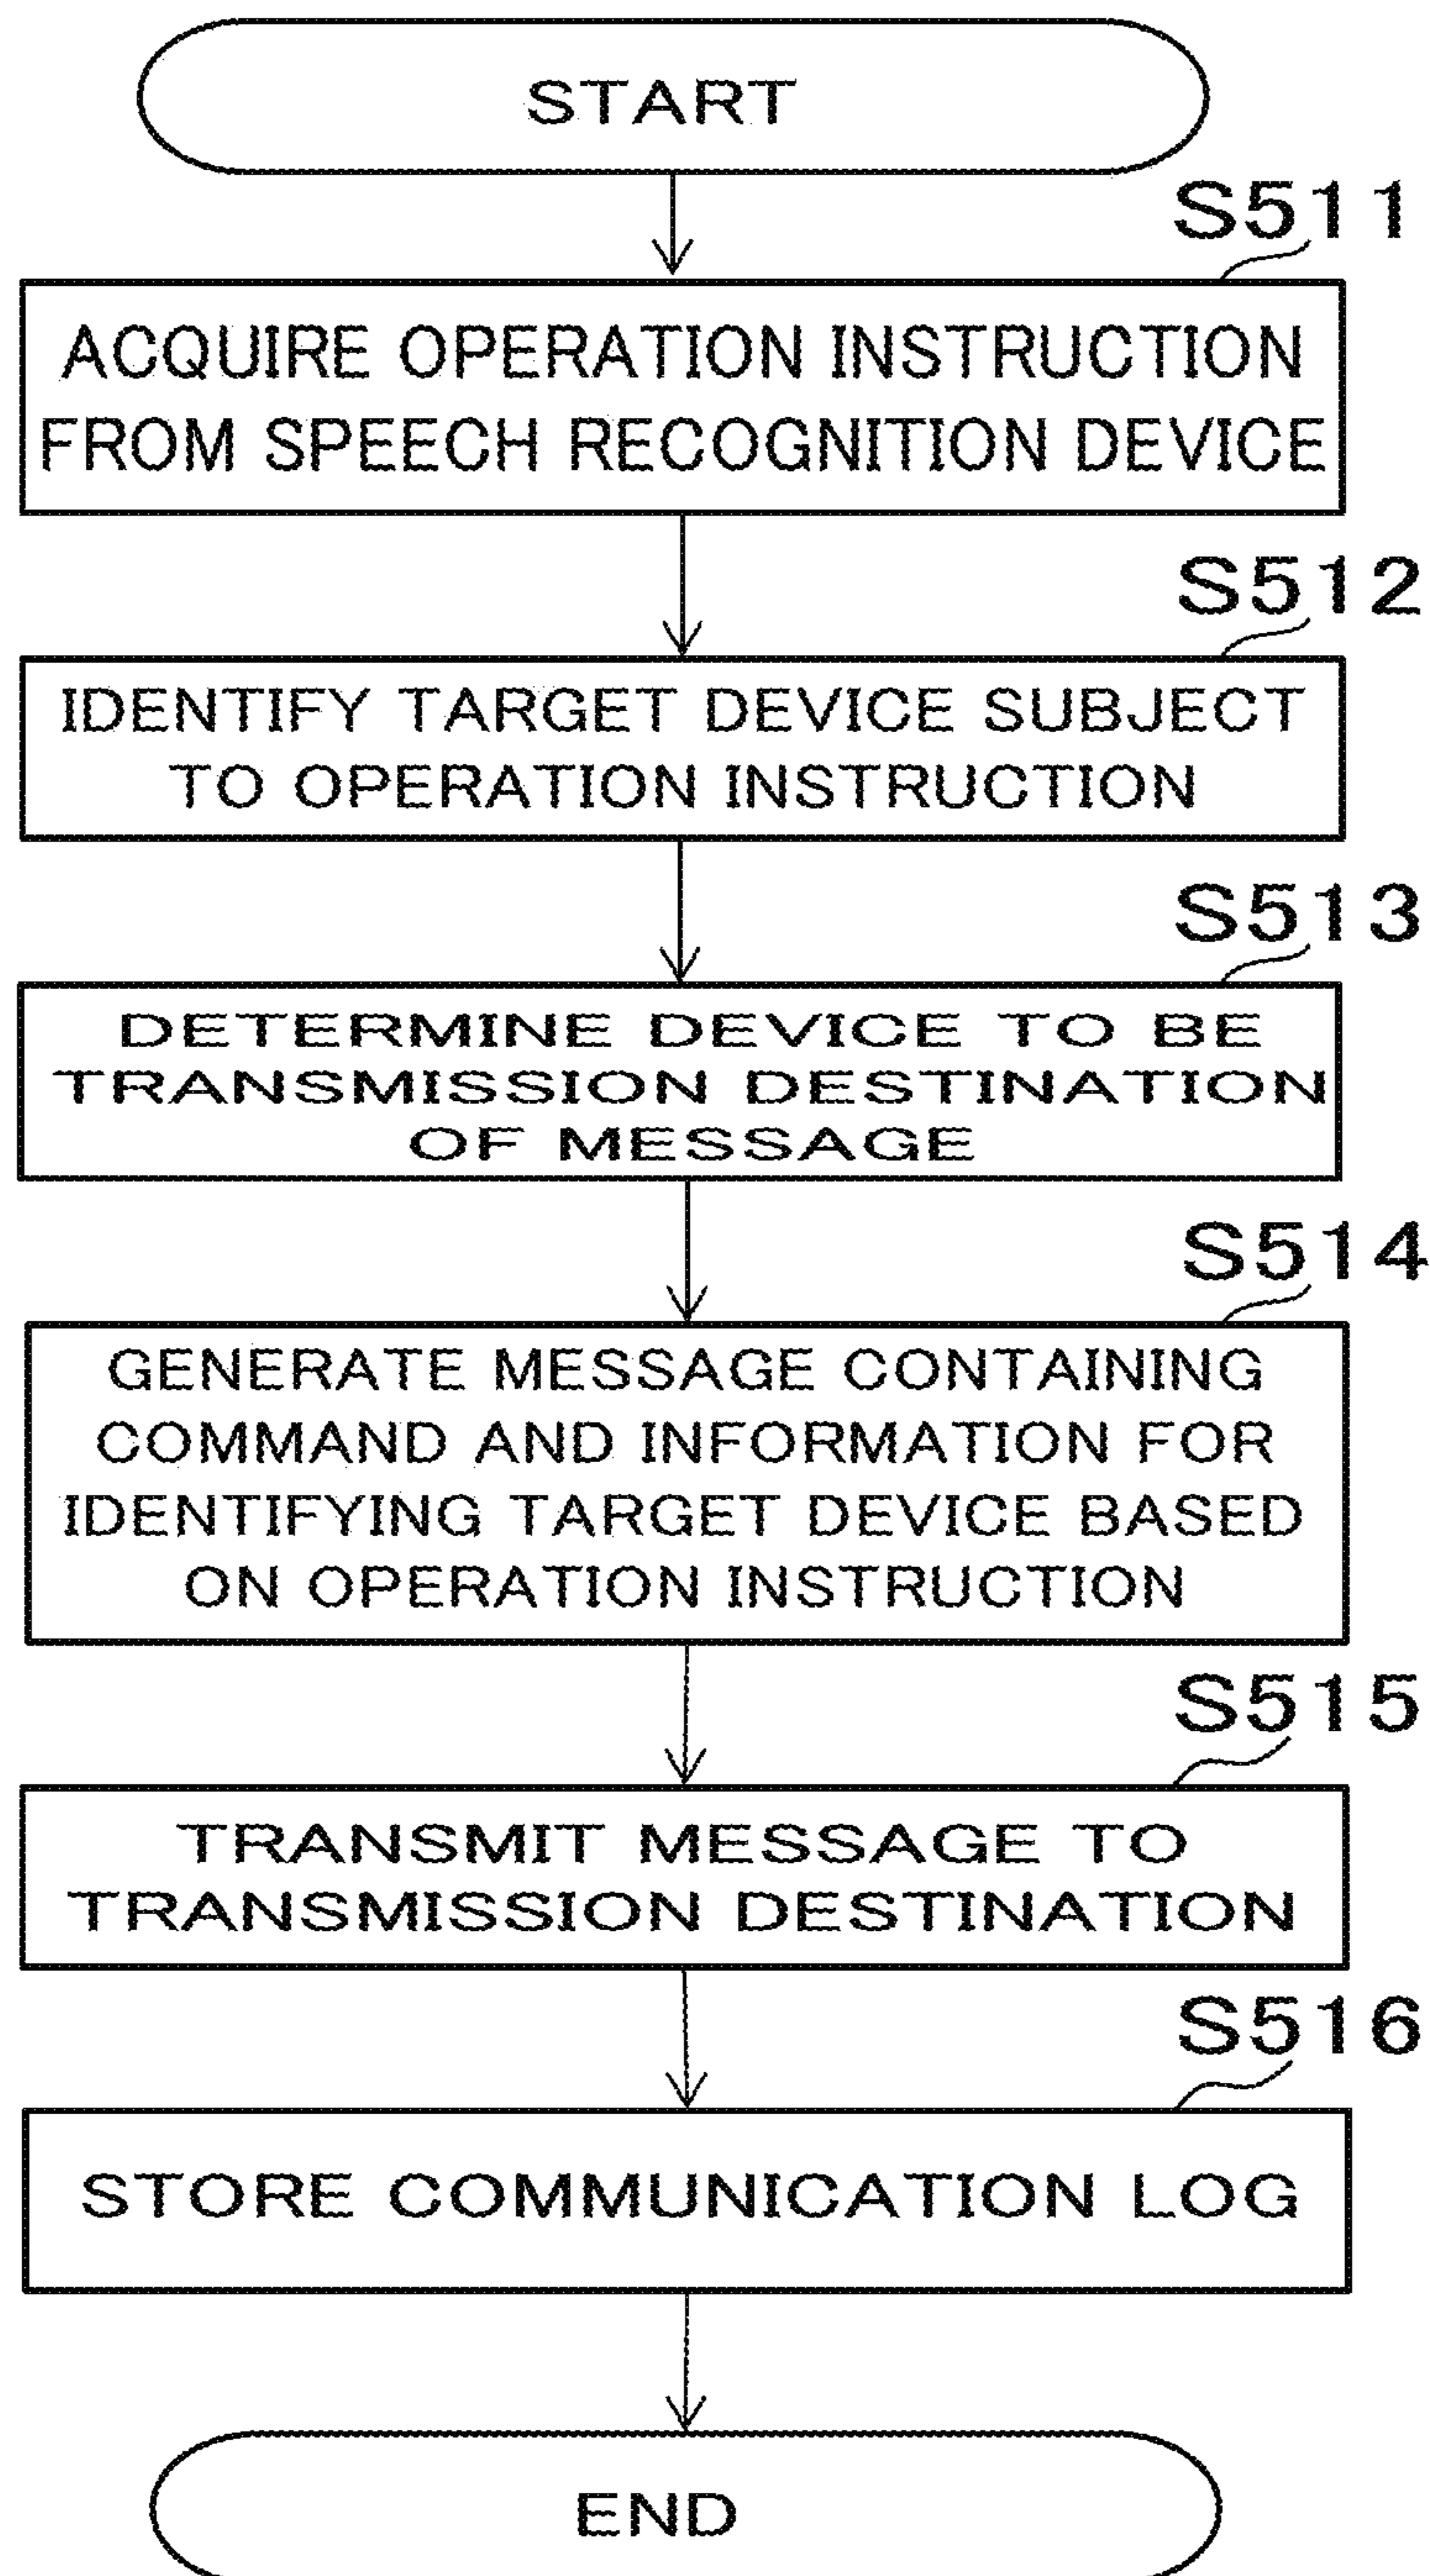 START
S511
ACQUIRE OPERATION INSTRUCTION
FROM SPEECH RECOGNITION DEVICE
S512
IDENTIFY TARGET DEVICE SUBJECT
TO OPERATION INSTRUCTION
S513
DETERMINE DEVICE TO BE
TRANSMISSION DESTINATION
OF MESSAGE
S514
GENERATE MESSAGE CONTAINING
COMMAND AND INFORMATION FOR
IDENTIFYING TARGET DEVICE BASED
ON OPERATION INSTRUCTION
S515
TRANSMIT MESSAGE TO
TRANSMISSION DESTINATION
S516
STORE COMMUNICATION LOG
END